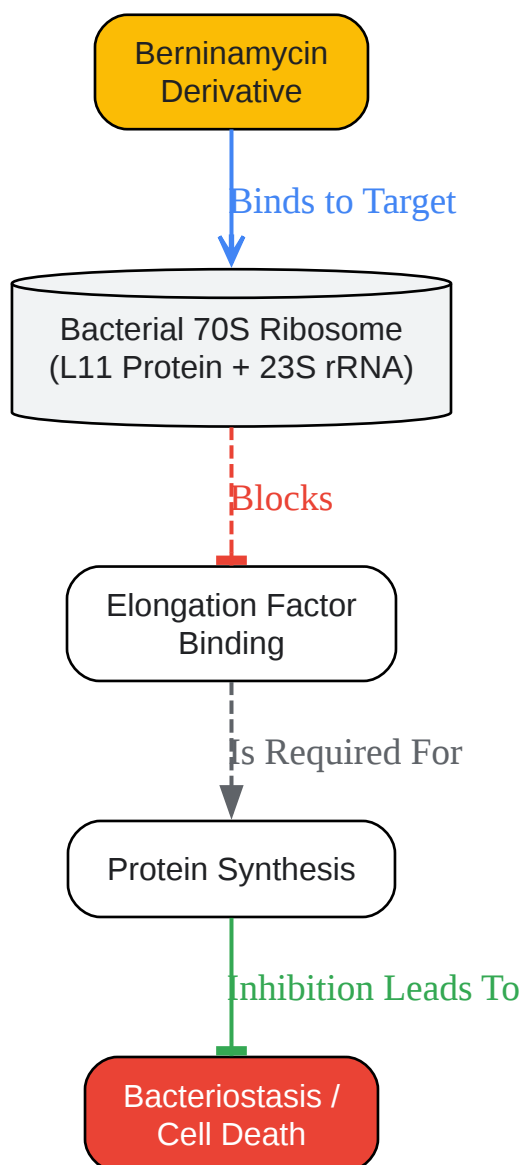 Berninamycin
Derivative
Binds to Target
Bacterial 70S Ribosome
(L11 Protein + 23S rRNA)
Blocks
Elongation Factor
Binding
Is Required For
Protein Synthesis
Inhibition Leads To
Bacteriostasis /
Cell Death